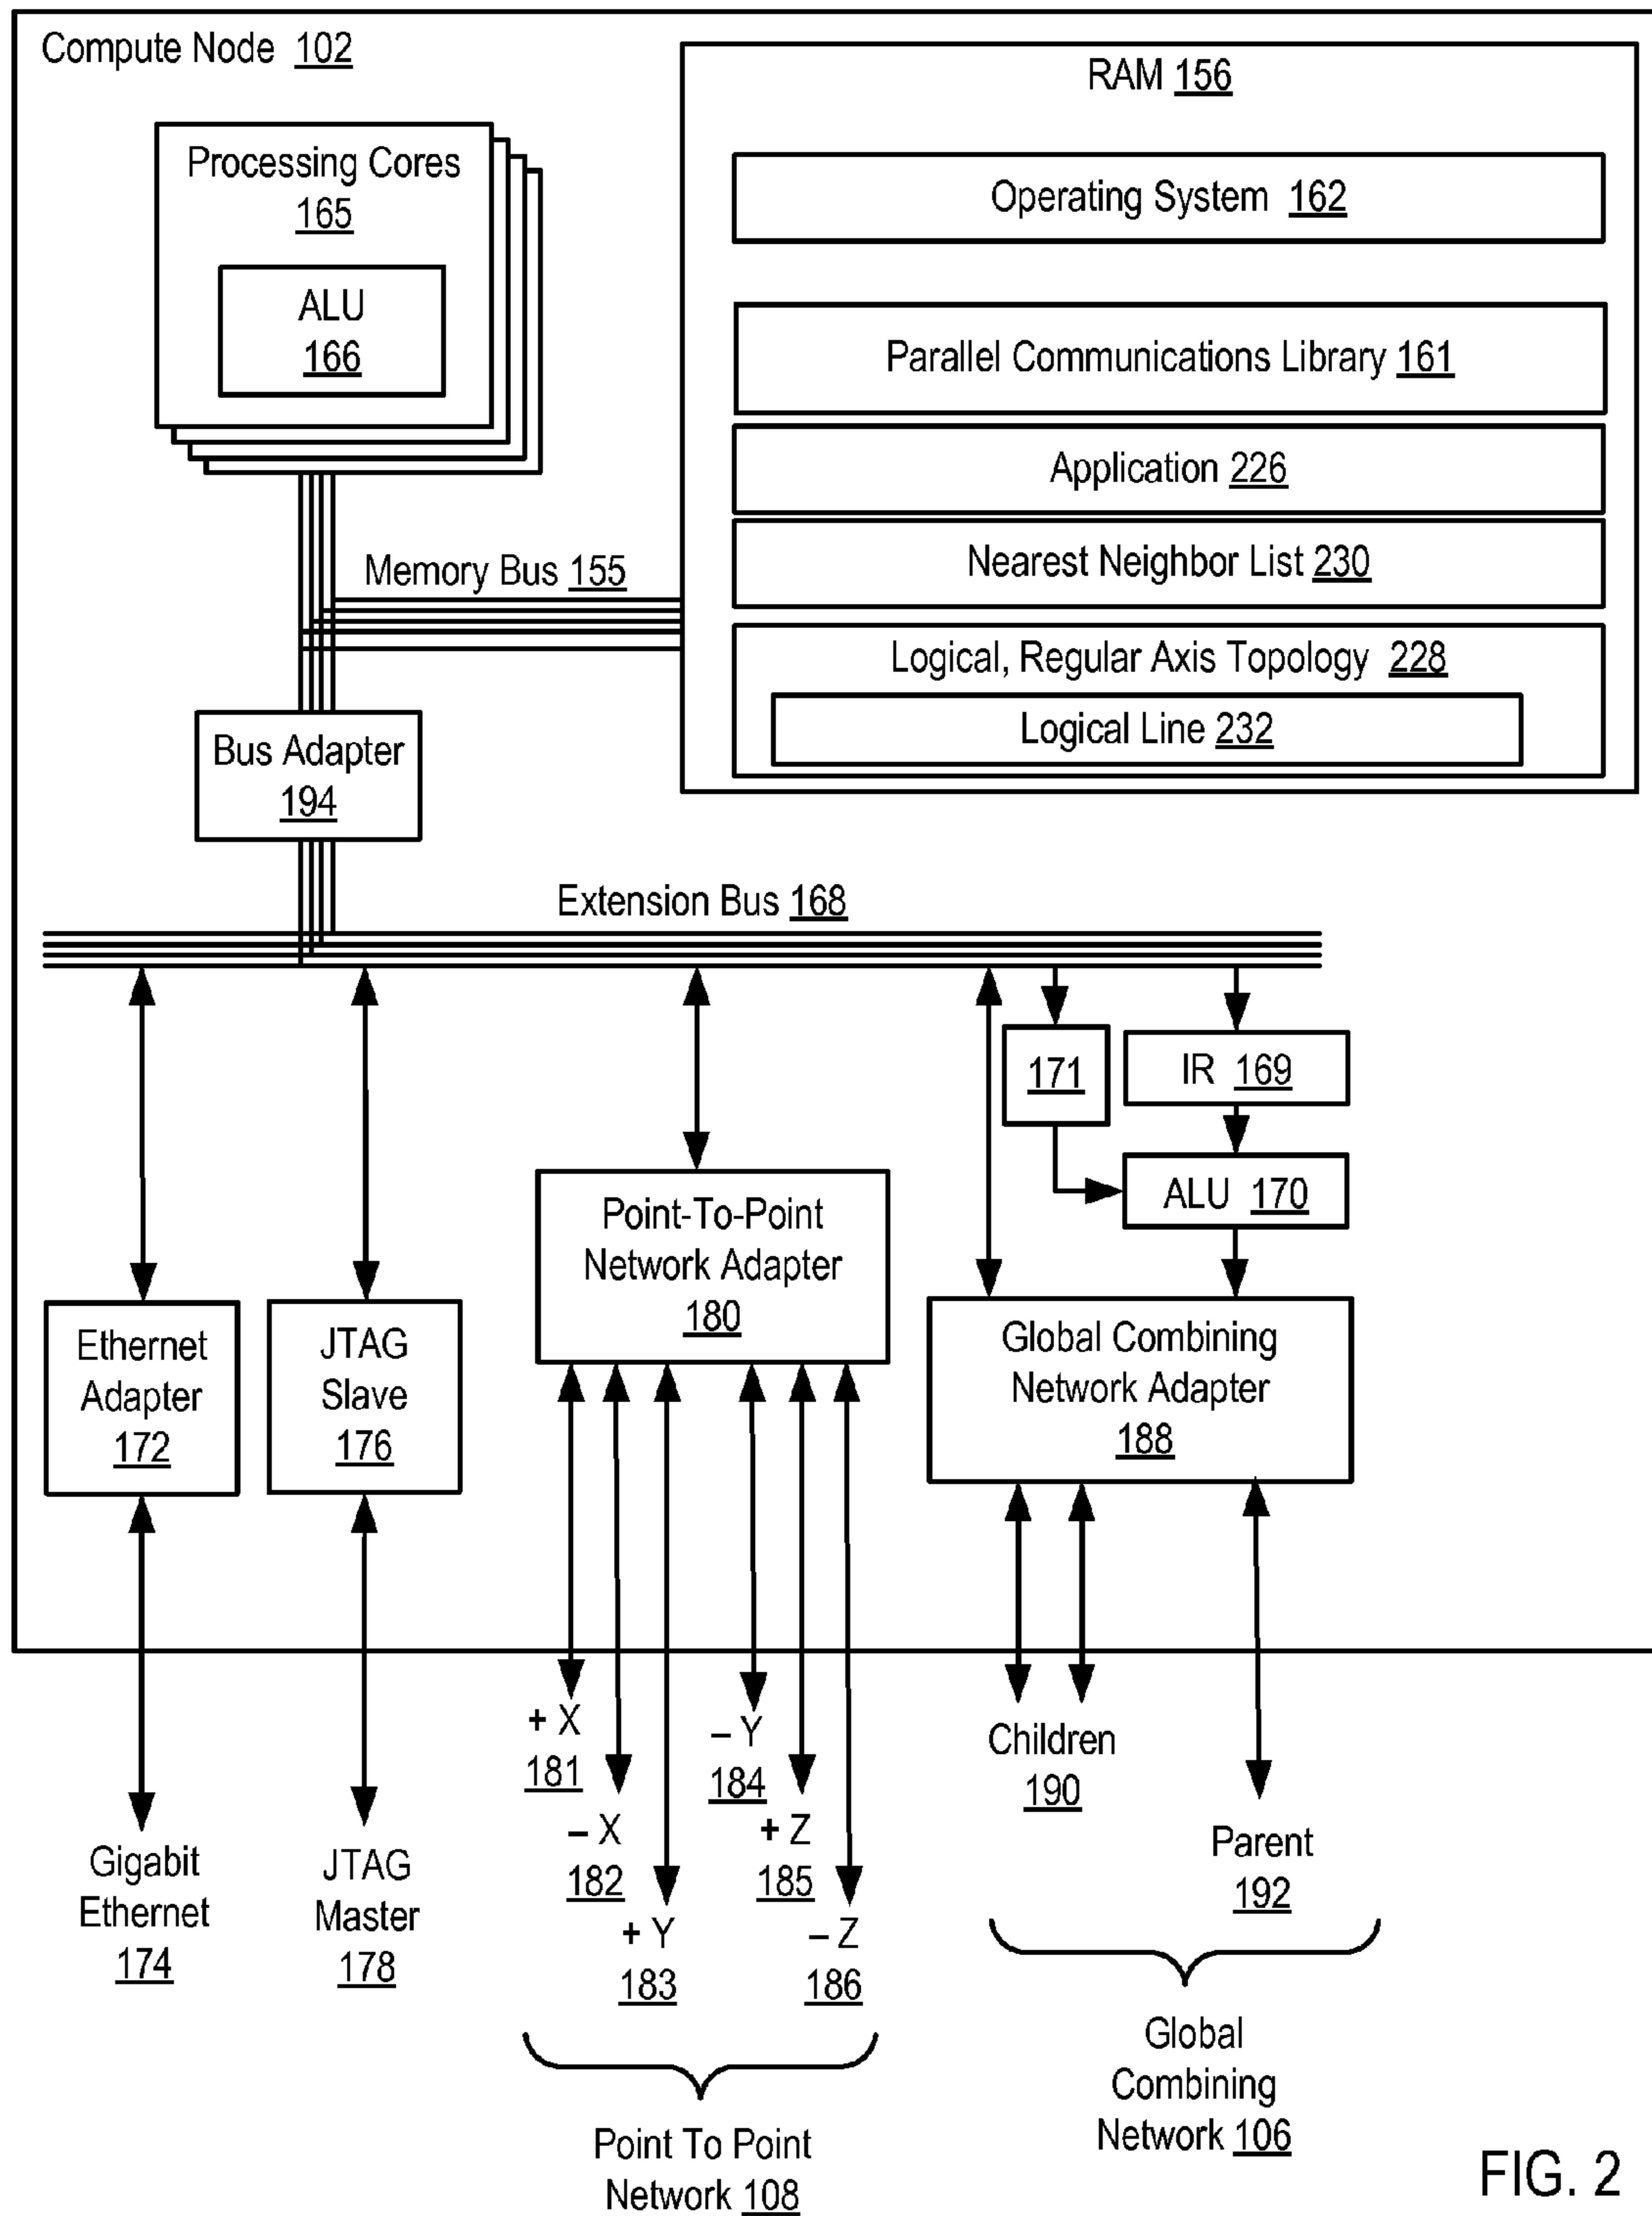 Compute Node 102
RAM 156
Processing Cores
165
ALU
166
Operating System 162
Parallel Communications Library 161
Application 226
Nearest Neighbor List 230
Logical, Regular Axis Topology 228
Logical Line 232
Memory Bus 155
Bus Adapter
194
Extension Bus 168
171
IR 169
ALU 170
Point-To-Point
Network Adapter
180
Ethernet
Adapter
172
JTAG
Slave
176
Global Combining
Network Adapter
188
+ X
181
– X
182
+ Y
183
– Y
184
+ Z
185
– Z
186
Children
190
Parent
192
Gigabit
Ethernet
174
JTAG
Master
178
Point To Point
Network 108
Global
Combining
Network 106
FIG. 2